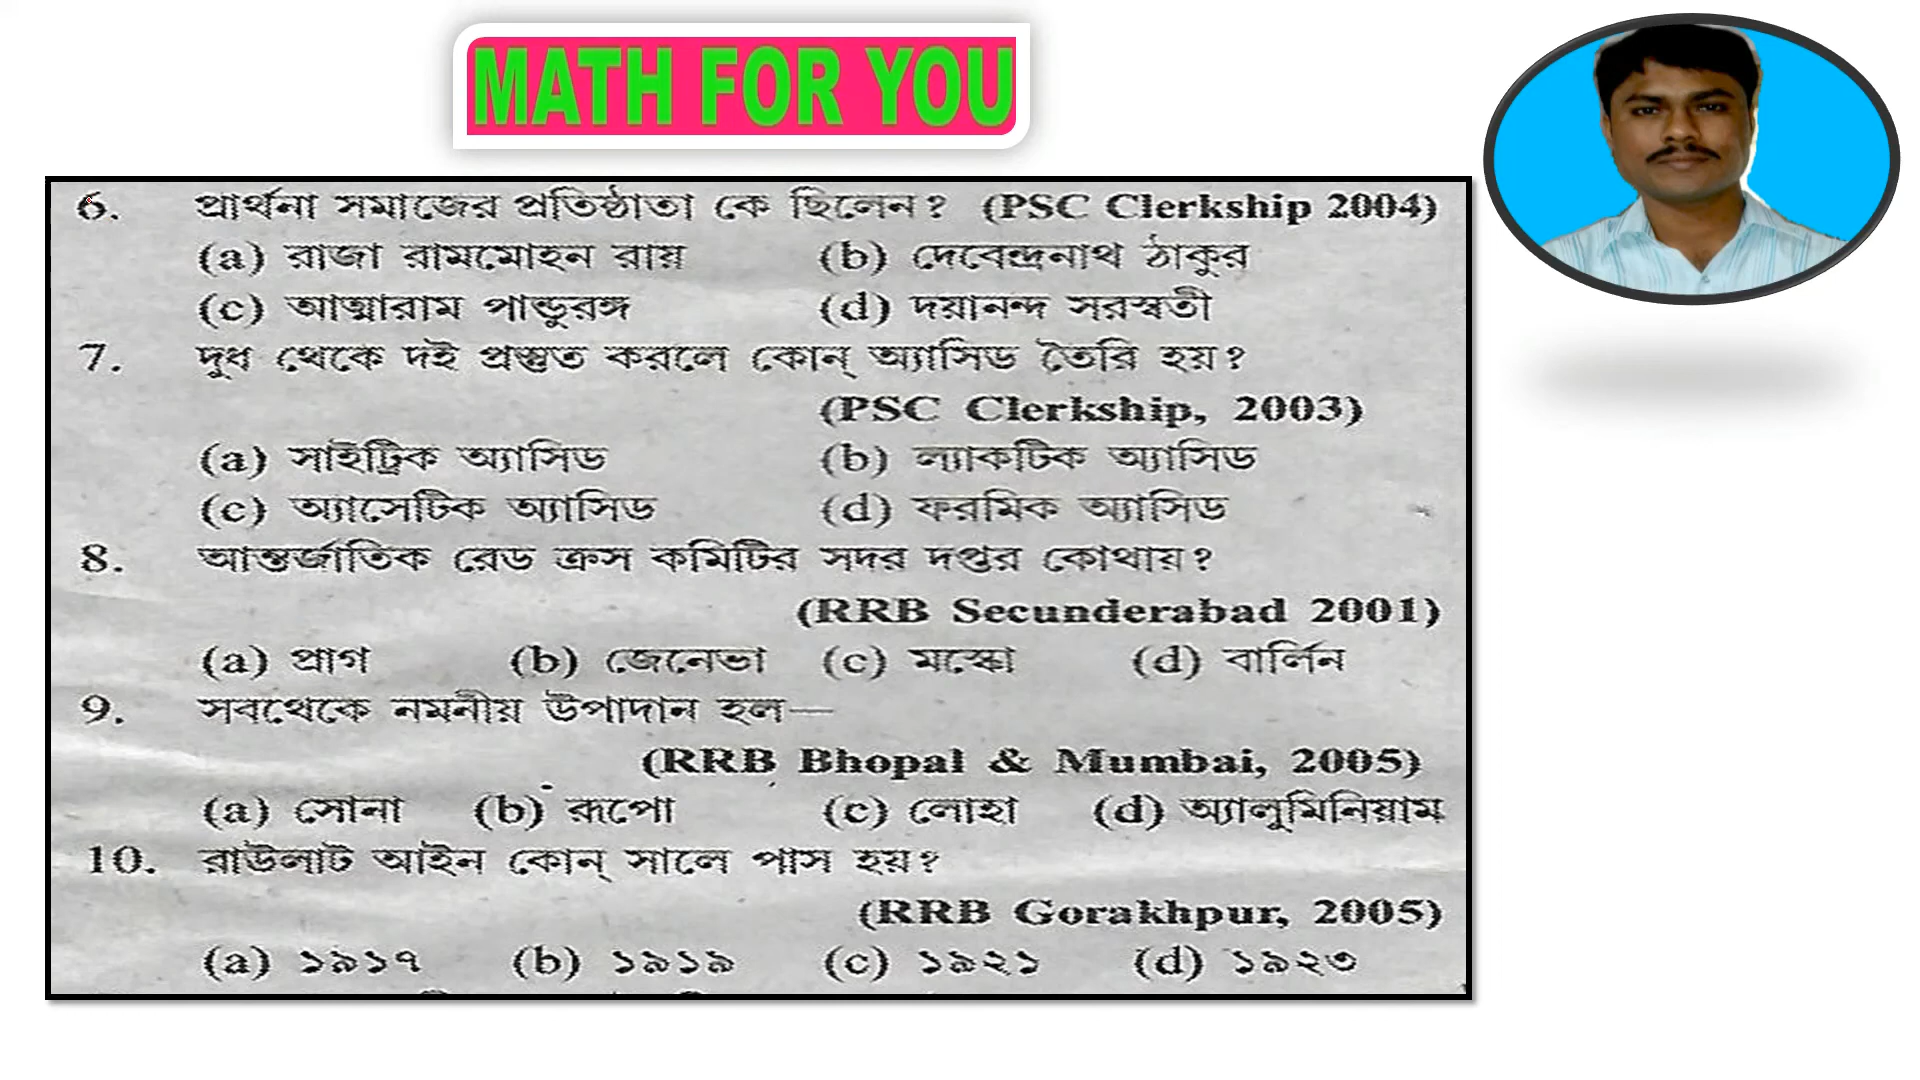 MATH FOR YOU
6. প্রার্থনা সমাজের প্রতিষ্ঠাতা কে ছিলেন? (PSC Clerkship 2004)
(a) রাজা রামমোহন রায় (b) দেবেন্দ্রনাথ ঠাকুর
(c) আত্মারাম পান্ডুরঙ্গ (d) দয়ানন্দ সরস্বতী
7. দুধ থেকে দই প্রস্তুত করলে কোন্ অ্যাসিড তৈরি হয়?
(PSC Clerkship, 2003)
(a) সাইট্রিক অ্যাসিড (b) ল্যাকটিক অ্যাসিড
(c) অ্যাসেটিক অ্যাসিড (d) ফরমিক অ্যাসিড
8. আন্তর্জাতিক রেড ক্রস কমিটির সদর দপ্তর কোথায়?
(RRB Secunderabad 2001)
(a) প্রাগ (b) জেনেভা (c) মস্কো (d) বার্লিন
9. সবথেকে নমনীয় উপাদান হল—
(RRB Bhopal & Mumbai, 2005)
(a) সোনা (b) রূপো (c) লোহা (d) অ্যালুমিনিয়াম
10. রাউলাট আইন কোন্ সালে পাস হয়?
(RRB Gorakhpur, 2005)
(a) ১৯১৭ (b) ১৯১৯ (c) ১৯২১ (d) ১৯২৩